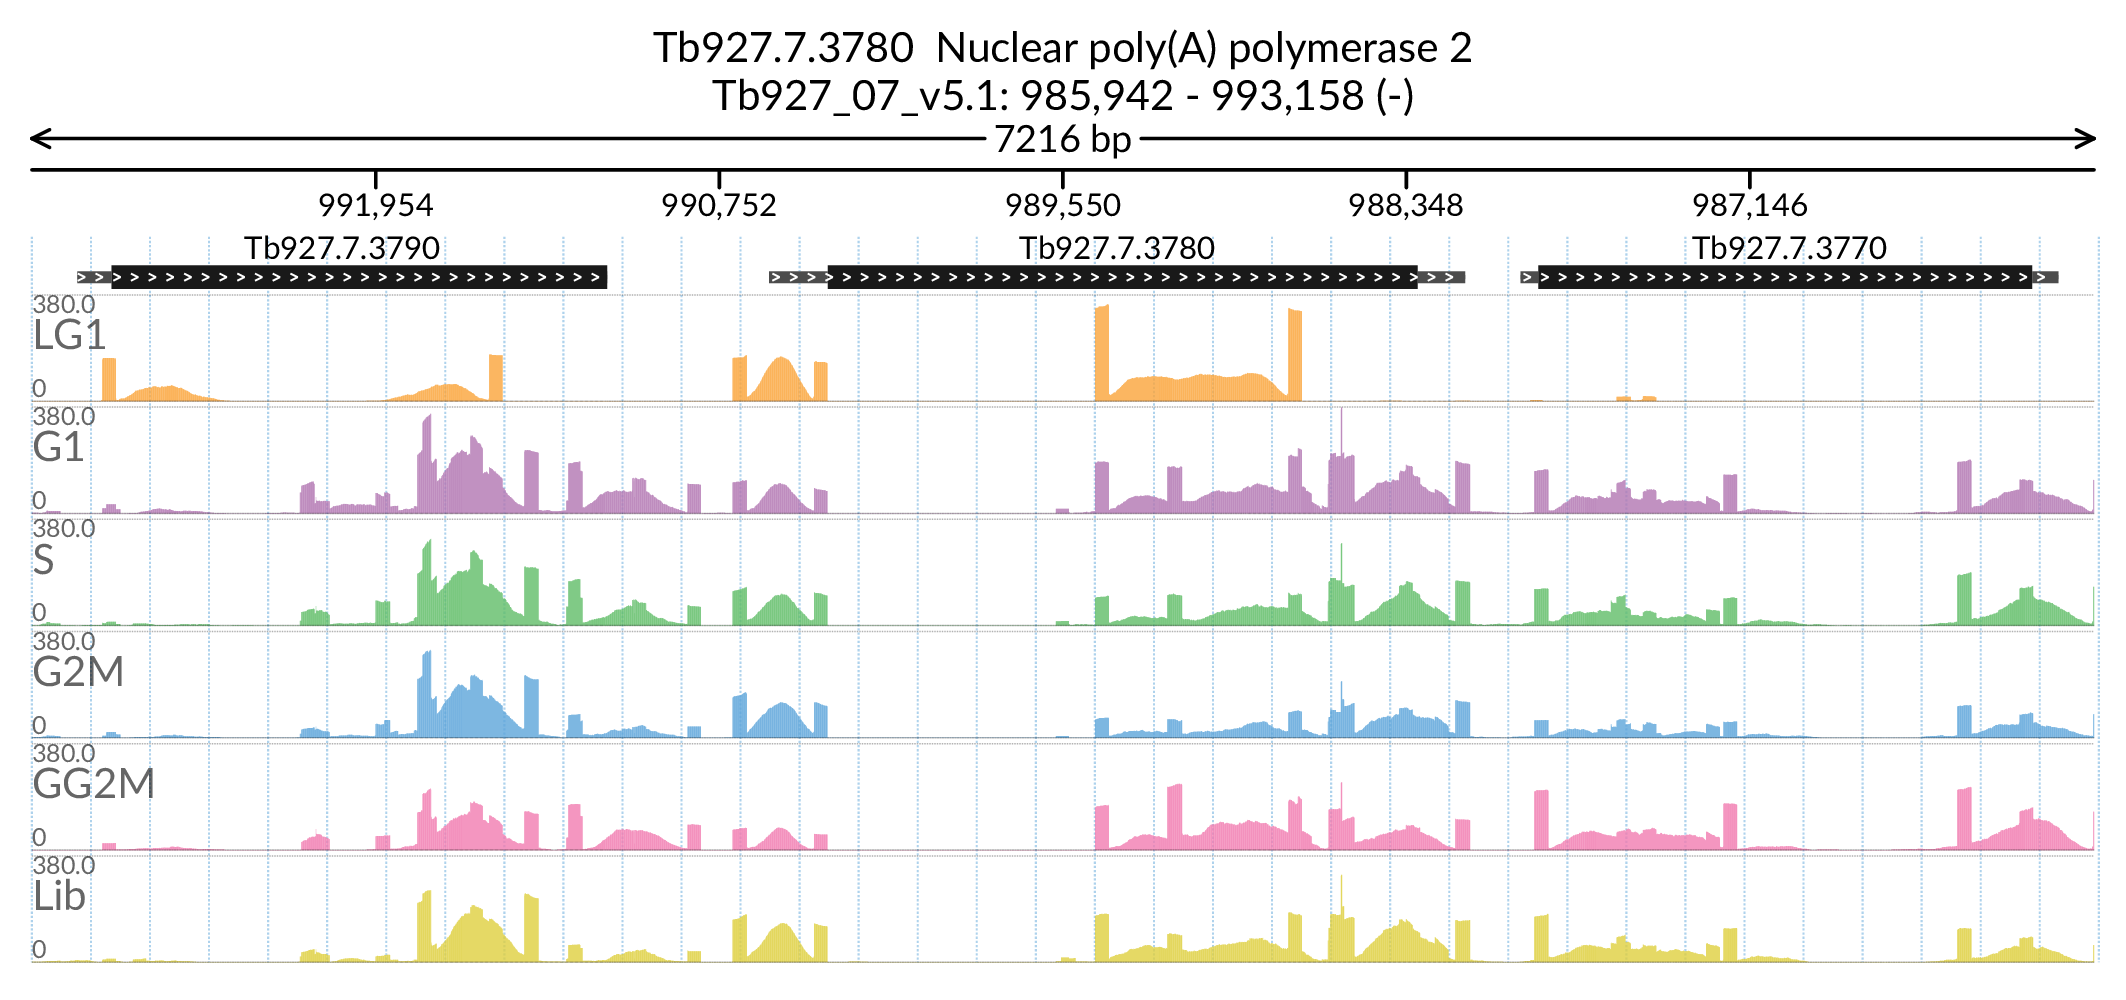 Tb927.7.3780 Nuclear poly(A) polymerase 2
Tb927_07_v5.1: 985,942 - 993,158 (-)
7216 bp
991,954 990,752 989,550 988,348 987,146
Tb927.7.3790 Tb927.7.3780 Tb927.7.3770
380.0
LG1
0
380.0
G1
0
380.0
S
0
380.0
G2M
0
380.0
GG2M
0
380.0
Lib
0